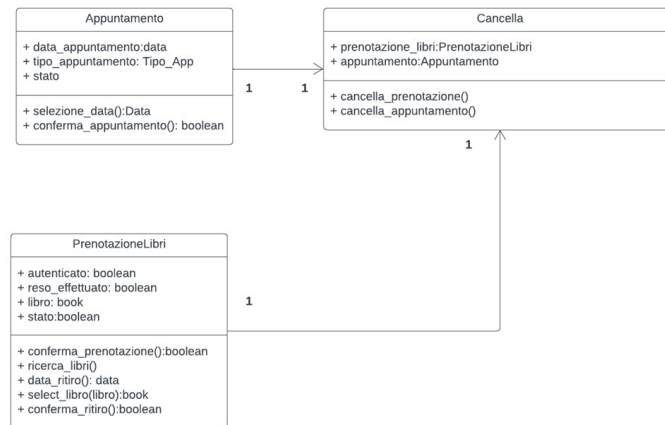 Appuntamento
+ data_appuntamento:data
+ tipo_appuntamento: Tipo_App
+ stato
+ selezione_data():Data
+ conferma_appuntamento(): boolean
1
1
Cancella
+ prenotazione_libri:PrenotazioneLibri
+ appuntamento:Appuntamento
+ cancella_prenotazione()
+ cancella_appuntamento()
1
PrenotazioneLibri
+ autenticato: boolean
+ reso_effettuato: boolean
+ libro: book
+ stato:boolean
+ conferma_prenotazione():boolean
+ ricerca_libri()
+ data_ritiro(): data
+ select_libro(libro):book
+ conferma_ritiro():boolean
1